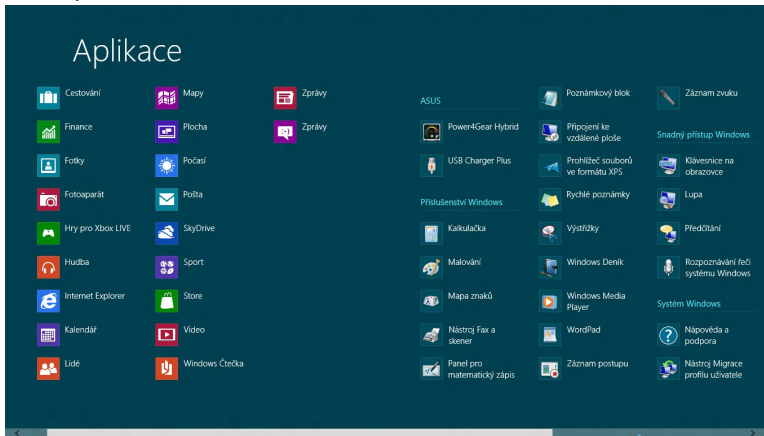 Aplikace
Cestování
Finance
Fotky
Fotoaparát
Hry pro Xbox LIVE
Hudba
Internet Explorer
Kalendář
Lidé
Mapy
Plocha
Počasí
Pošta
SkyDrive
Sport
Store
Video
Windows Čtečka
Zprávy
Zprávy
ASUS
Power4Gear Hybrid
USB Charger Plus
Příslušenství Windows
Kalkulačka
Malování
Mapa znaků
Nástroj Fax a
skener
Panel pro
matematický zápis
Poznámkový blok
Připojení ke
vzdálené ploše
Prohlížeč souborů
ve formátu XPS
Rychlé poznámky
Výstřižky
Windows Deník
Windows Media
Player
WordPad
Záznam postupu
Záznam zvuku
Snadný přístup Windows
Klávesnice na
obrazovce
Lupa
Předčítání
Rozpoznávání řeči
systému Windows
Systém Windows
Nápověda a
podpora
Nástroj Migrace
profilu uživatele